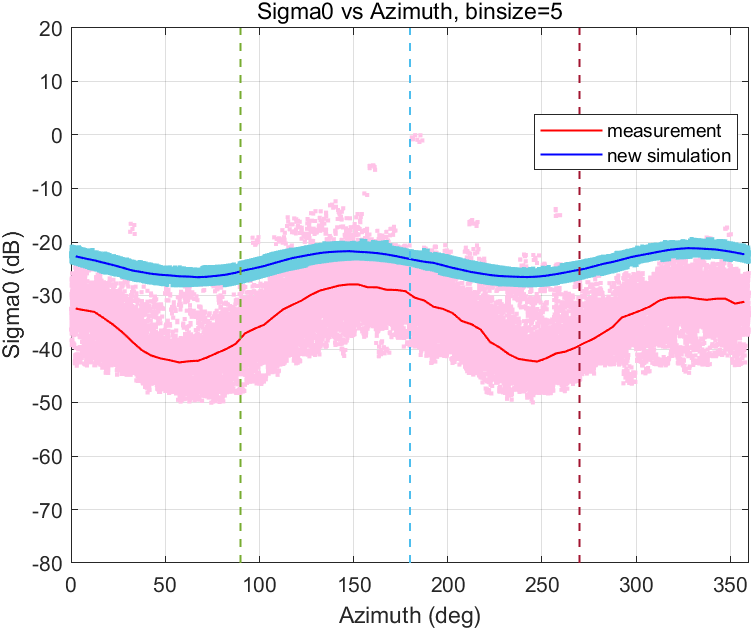 Sigma0 vs Azimuth, binsize=5
20
10
0
-10
-20
-30
-40
-50
-60
-70
-80
Sigma0 (dB)
measurement
new simulation
0 50 100 150 200 250 300 350
Azimuth (deg)